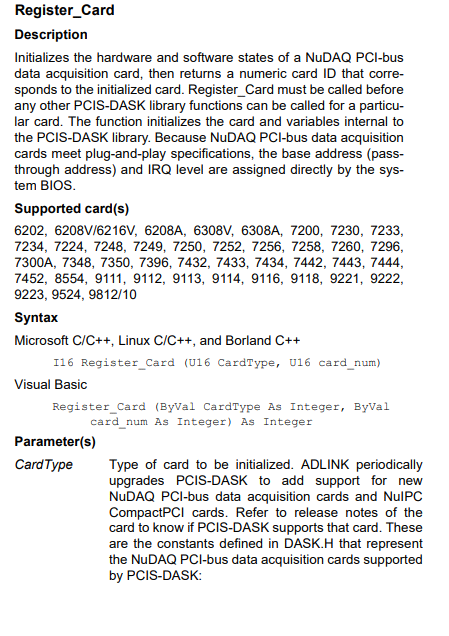 Register_Card
Description
Initializes the hardware and software states of a NuDAQ PCI-bus
data acquisition card, then returns a numeric card ID that corre-
sponds to the initialized card. Register_Card must be called before
any other PCIS-DASK library functions can be called for a particu-
lar card. The function initializes the card and variables internal to
the PCIS-DASK library. Because NuDAQ PCI-bus data acquisition
cards meet plug-and-play specifications, the base address (pass-
through address) and IRQ level are assigned directly by the sys-
tem BIOS.
Supported card(s)
6202, 6208V/6216V, 6208A, 6308V, 6308A, 7200, 7230, 7233,
7234, 7224, 7248, 7249, 7250, 7252, 7256, 7258, 7260, 7296,
7300A, 7348, 7350, 7396, 7432, 7433, 7434, 7442, 7443, 7444,
7452, 8554, 9111, 9112, 9113, 9114, 9116, 9118, 9221, 9222,
9223, 9524, 9812/10
Syntax
Microsoft C/C++, Linux C/C++, and Borland C++
I16 Register_Card (U16 CardType, U16 card_num)
Visual Basic
Register_Card (ByVal CardType As Integer, ByVal
card_num As Integer) As Integer
Parameter(s)
CardType Type of card to be initialized. ADLINK periodically
upgrades PCIS-DASK to add support for new
NuDAQ PCI-bus data acquisition cards and NuIPC
CompactPCI cards. Refer to release notes of the
card to know if PCIS-DASK supports that card. These
are the constants defined in DASK.H that represent
the NuDAQ PCI-bus data acquisition cards supported
by PCIS-DASK: